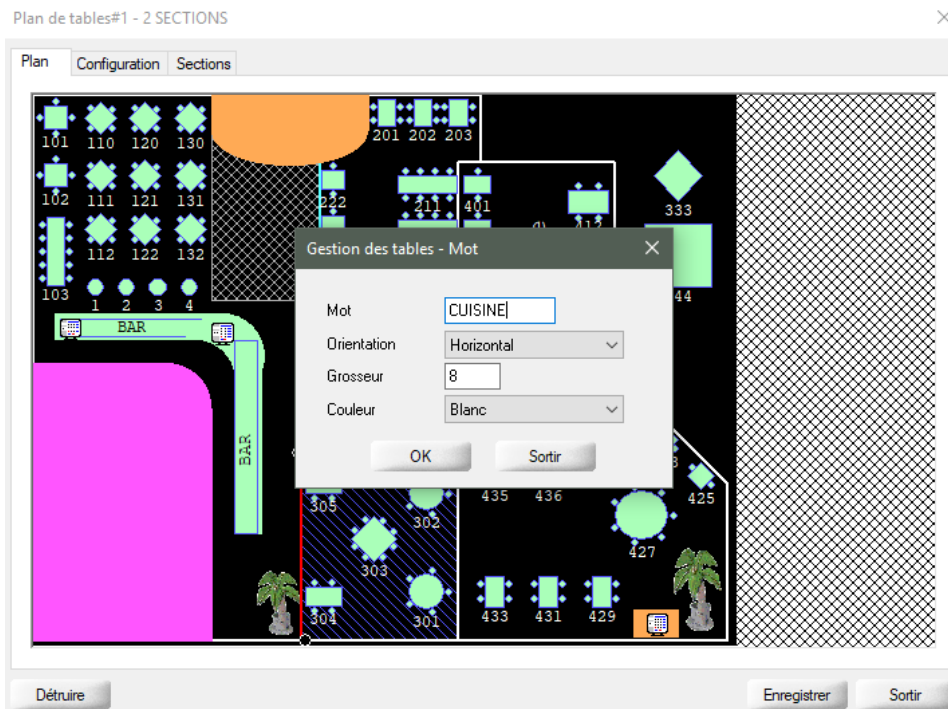 Plan de tables#1 - 2 SECTIONS
Plan Configuration Sections
201 202 203
101 110 120 130
102 111 121 131 222 211 401 412 333
112 122 132
103 1 2 3 4 44
BAR
BAR
Gestion des tables - Mot
Mot CUISINE
Orientation Horizontal
Grosseur 8
Couleur Blanc
OK Sortir
305 302 435 436 425
303 427
304 301 433 431 429
Détruire Enregistrer Sortir